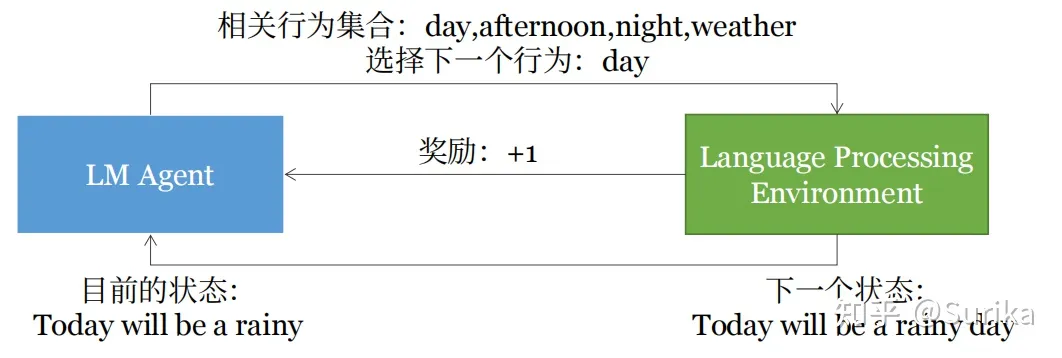 相关行为集合：day,afternoon,night,weather
选择下一个行为：day
LM Agent
奖励：+1
Language Processing
Environment
目前的状态：
Today will be a rainy
下一个状态：
Today will be a rainy day
知乎 @Surika